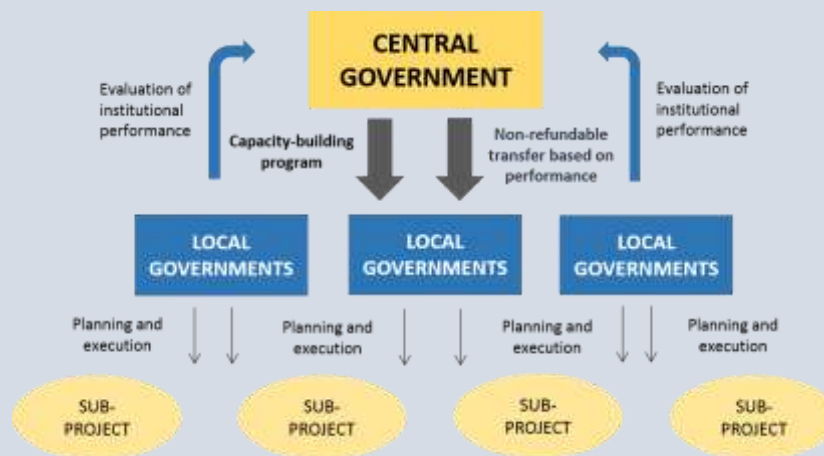 CENTRAL
GOVERNMENT
Evaluation of
institutional
performance
Capacity-building
program
Non-refundable
transfer based on
performance
Evaluation of
institutional
performance
LOCAL
GOVERNMENTS
LOCAL
GOVERNMENTS
LOCAL
GOVERNMENTS
Planning and
execution
Planning and
execution
Planning and
execution
Planning and
execution
SUB-
PROJECT
SUB-
PROJECT
SUB-
PROJECT
SUB-
PROJECT